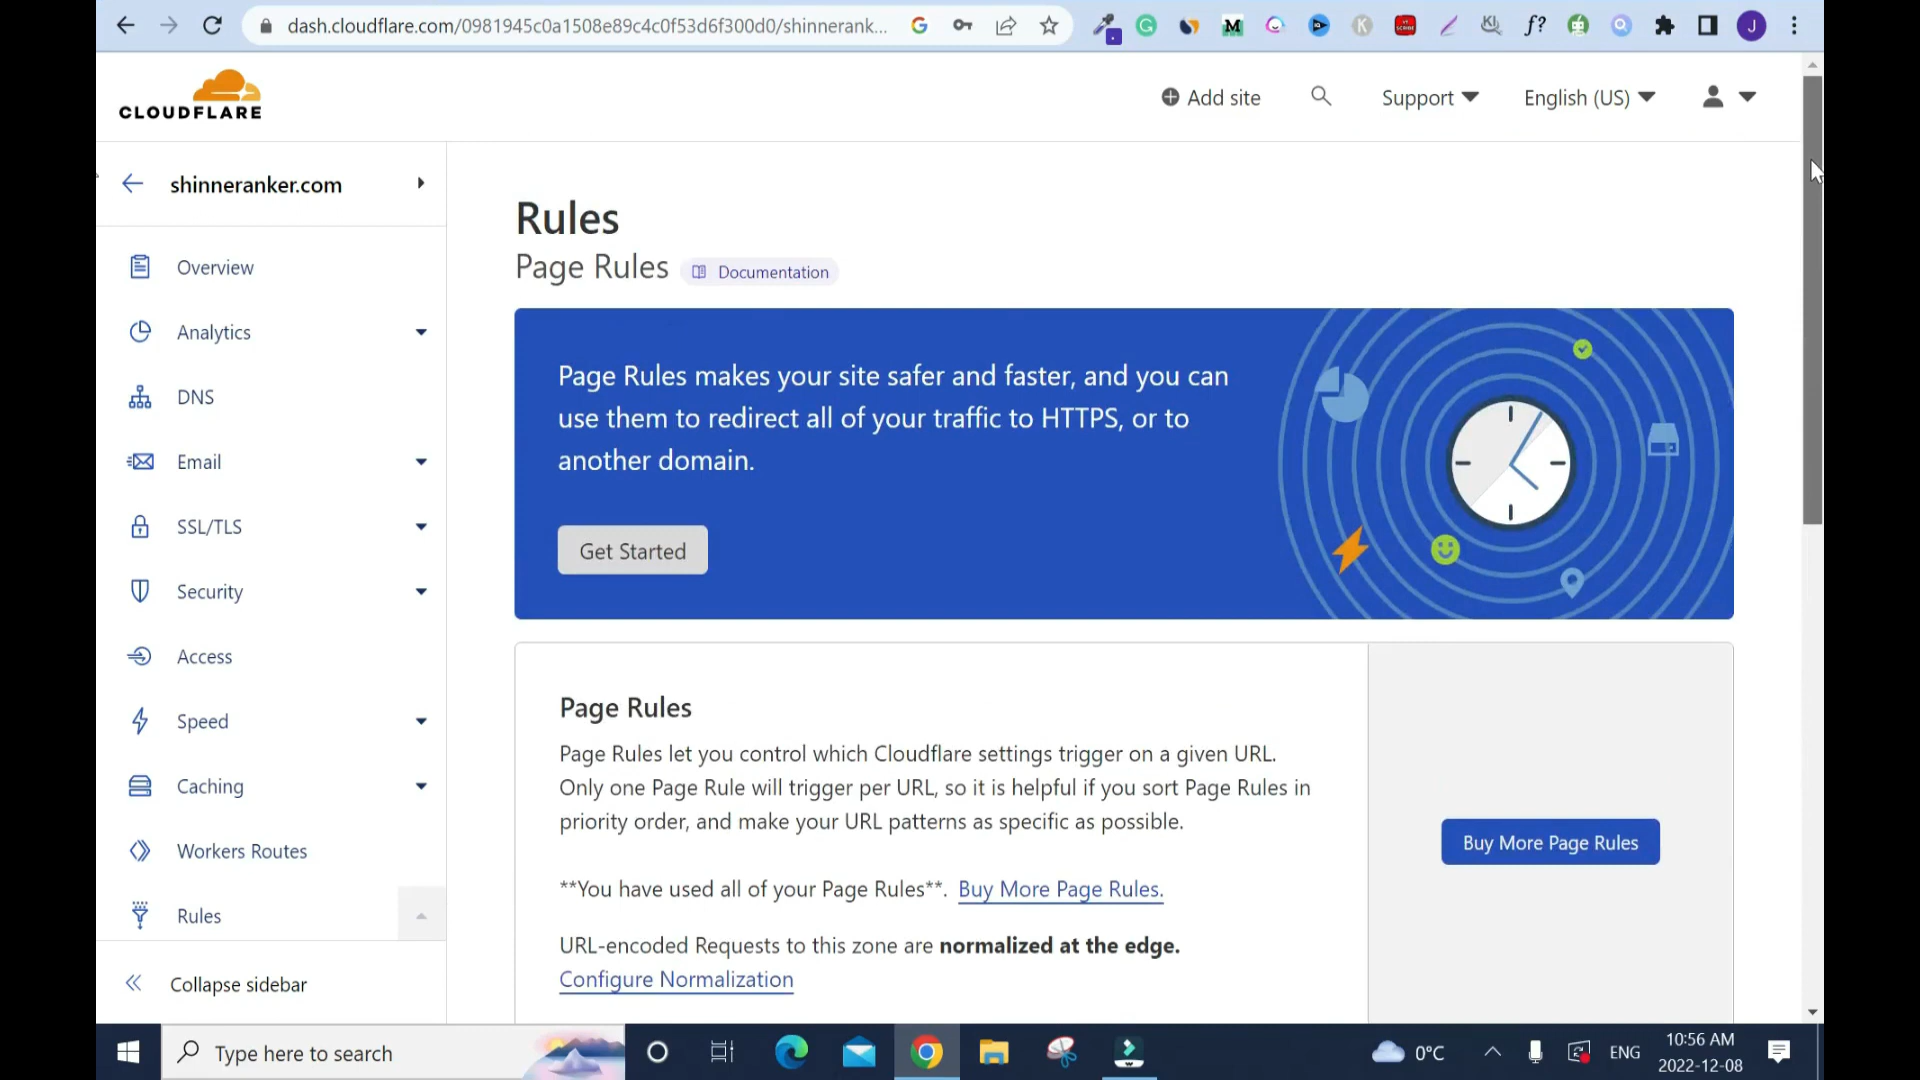 dash.cloudflare.com/0981945c0a1508e89c4c0f53d6f300d0/shinnerank...
CLOUDFLARE
Add site
Support
English (US)
J
shinneranker.com
Overview
Analytics
DNS
Email
SSL/TLS
Security
Access
Speed
Caching
Workers Routes
Rules
Collapse sidebar
Rules
Page Rules
Documentation
Page Rules makes your site safer and faster, and you can
use them to redirect all of your traffic to HTTPS, or to
another domain.
Get Started
Page Rules
Page Rules let you control which Cloudflare settings trigger on a given URL.
Only one Page Rule will trigger per URL, so it is helpful if you sort Page Rules in
priority order, and make your URL patterns as specific as possible.
**You have used all of your Page Rules**. Buy More Page Rules.
URL-encoded Requests to this zone are normalized at the edge.
Configure Normalization
Buy More Page Rules
Type here to search
0°C
ENG
10:56 AM
2022-12-08